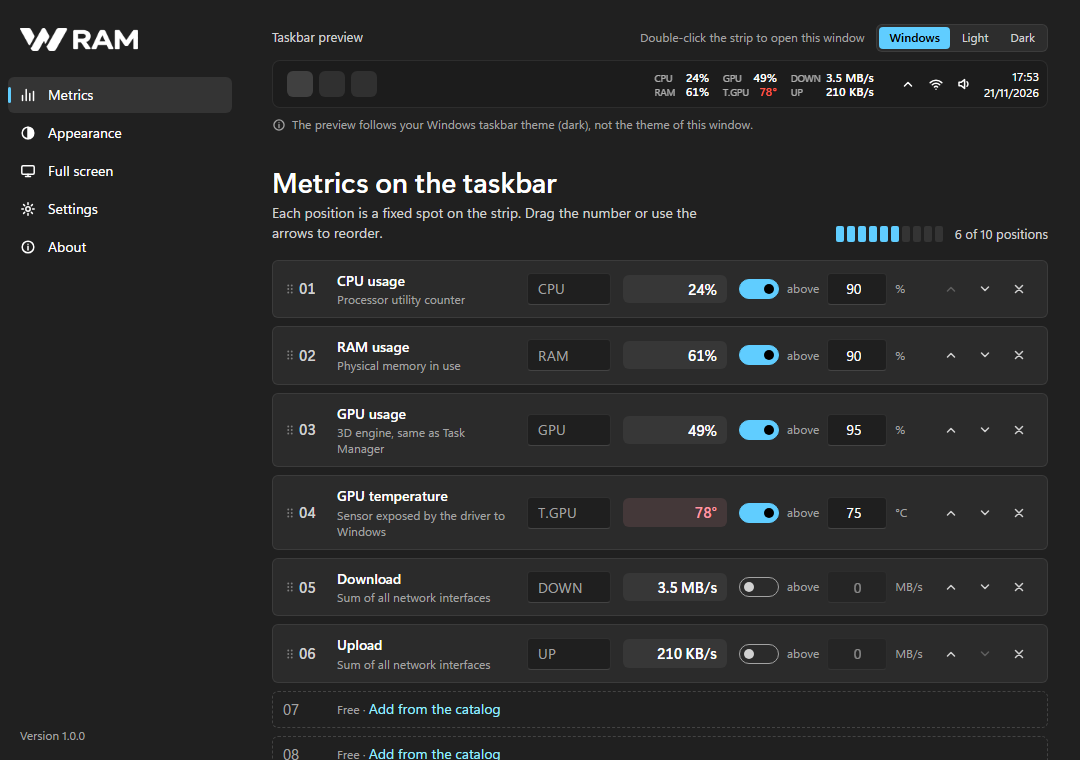 W RAM
Metrics
Appearance
Full screen
Settings
About
Version 1.0.0
Taskbar preview
Double-click the strip to open this window
Windows Light Dark
CPU 24% GPU 49% DOWN 3.5 MB/s
RAM 61% T.GPU 78° UP 210 KB/s
17:53
21/11/2026
The preview follows your Windows taskbar theme (dark), not the theme of this window.
Metrics on the taskbar
Each position is a fixed spot on the strip. Drag the number or use the
arrows to reorder.
6 of 10 positions
01 CPU usage CPU 24% above 90 %
Processor utility counter
02 RAM usage RAM 61% above 90 %
Physical memory in use
03 GPU usage GPU 49% above 95 %
3D engine, same as Task
Manager
04 GPU temperature T.GPU 78° above 75 °C
Sensor exposed by the driver to
Windows
05 Download DOWN 3.5 MB/s above 0 MB/s
Sum of all network interfaces
06 Upload UP 210 KB/s above 0 MB/s
Sum of all network interfaces
07 Free · Add from the catalog
08 Free · Add from the catalog